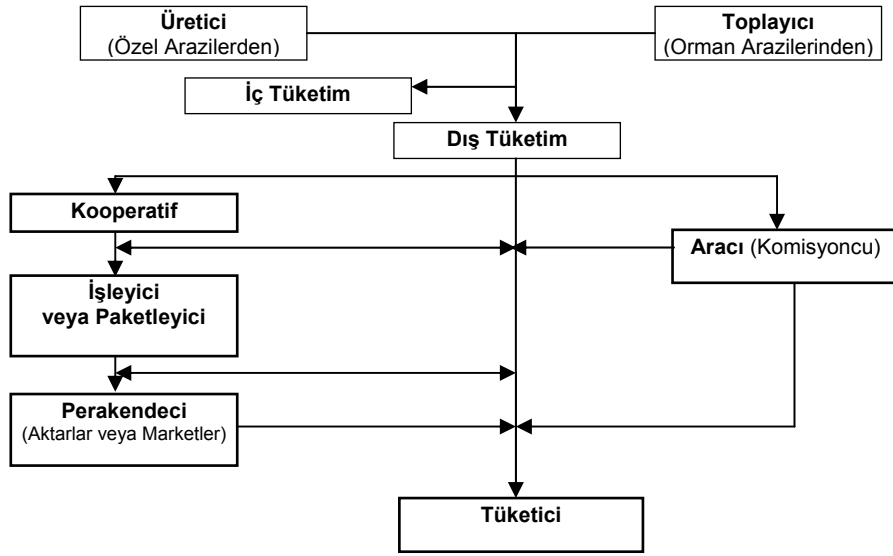 Üretici
(Özel Arazilerden)
Toplayıcı
(Orman Arazilerinden)
İç Tüketim
Dış Tüketim
Kooperatif
Aracı (Komisyoncu)
İşleyici
veya Paketleyici
Perakendeci
(Aktarlar veya Marketler)
Tüketici